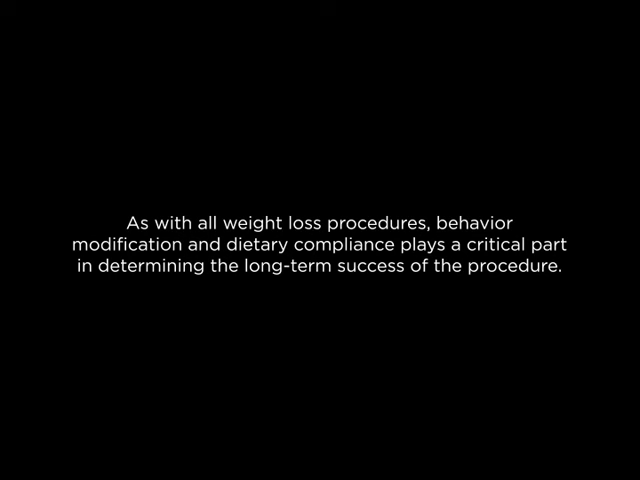 As with all weight loss procedures, behavior
modification and dietary compliance plays a critical part
in determining the long-term success of the procedure.